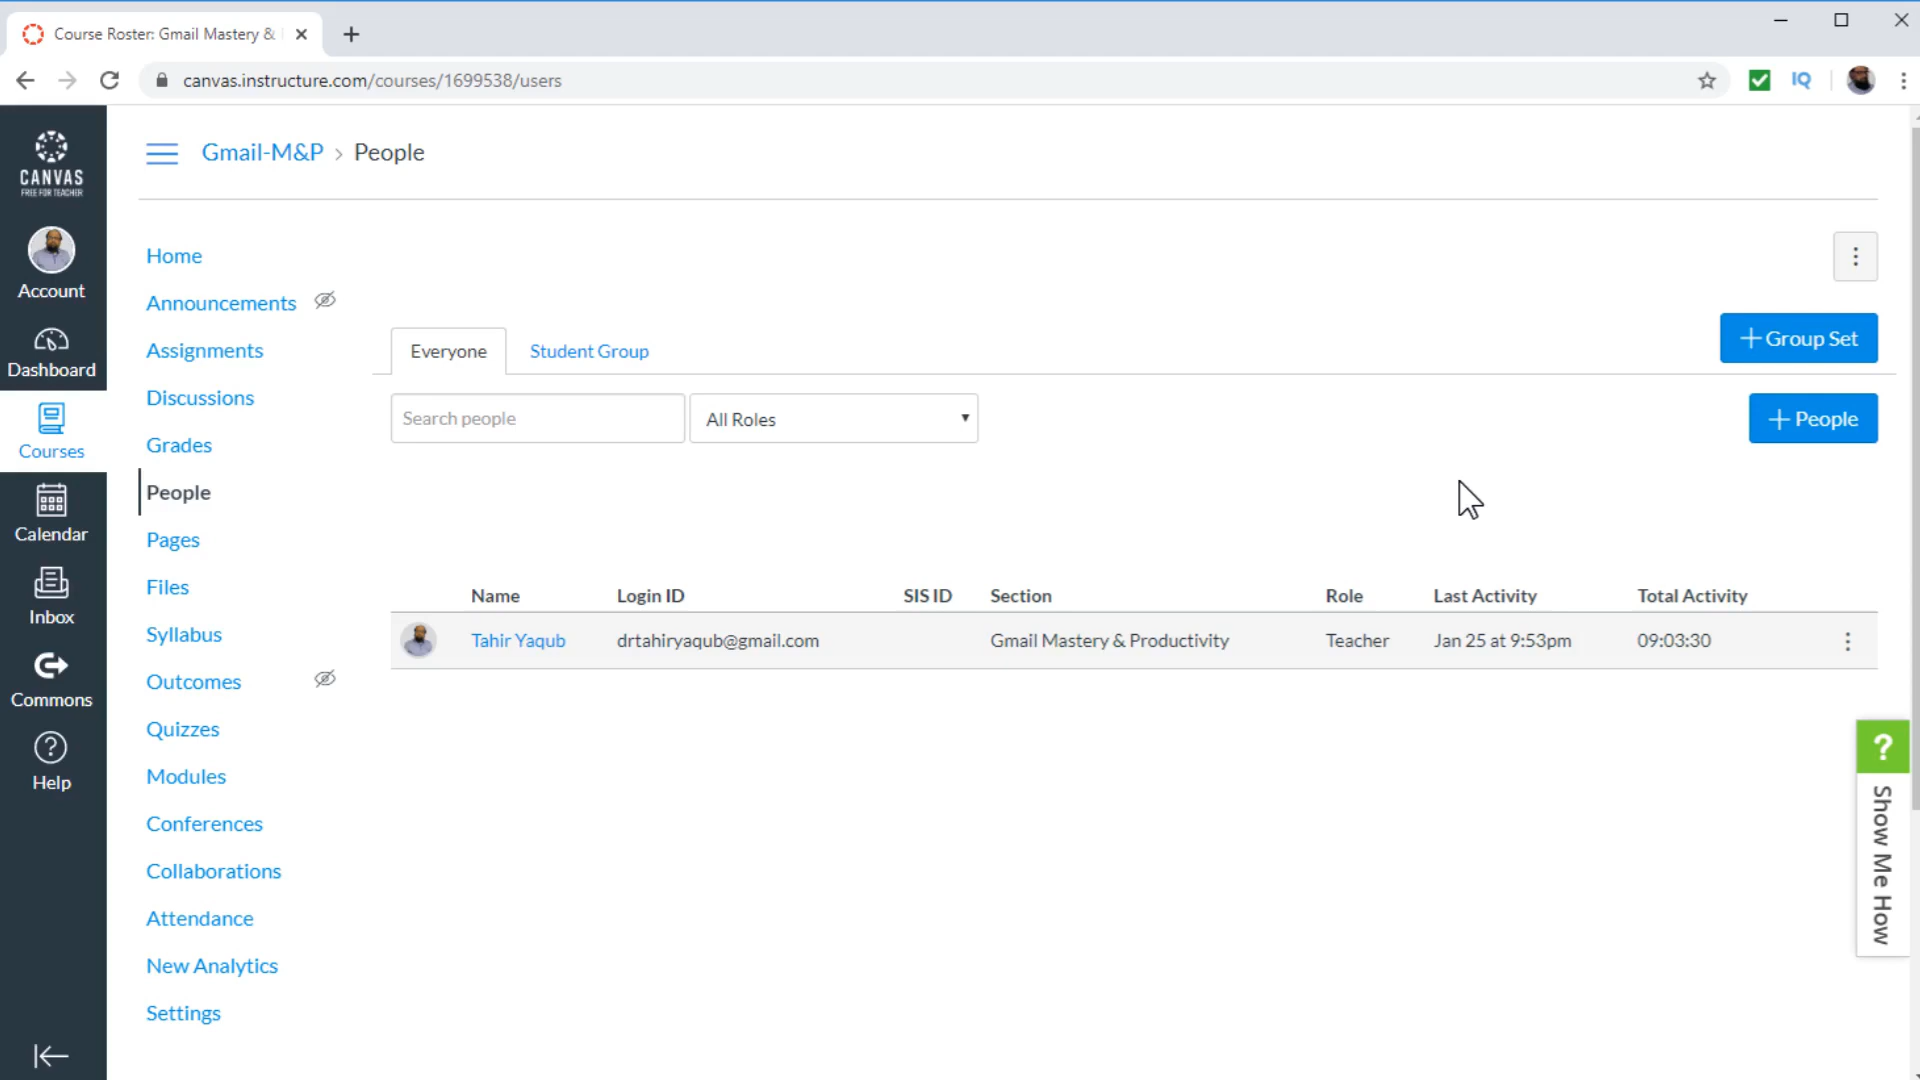 Course Roster: Gmail Mastery &
canvas.instructure.com/courses/1699538/users
IQ
CANVAS
FREE FOR TEACHER
Account
Dashboard
Courses
Calendar
Inbox
Commons
Help
Gmail-M&P > People
Home
Announcements
Assignments
Discussions
Grades
People
Pages
Files
Syllabus
Outcomes
Quizzes
Modules
Conferences
Collaborations
Attendance
New Analytics
Settings
Everyone Student Group
+ Group Set
Search people All Roles
+ People
Name Login ID SIS ID Section Role Last Activity Total Activity
Tahir Yaqub drtahiryaqub@gmail.com Gmail Mastery & Productivity Teacher Jan 25 at 9:53pm 09:03:30
?
Show Me How